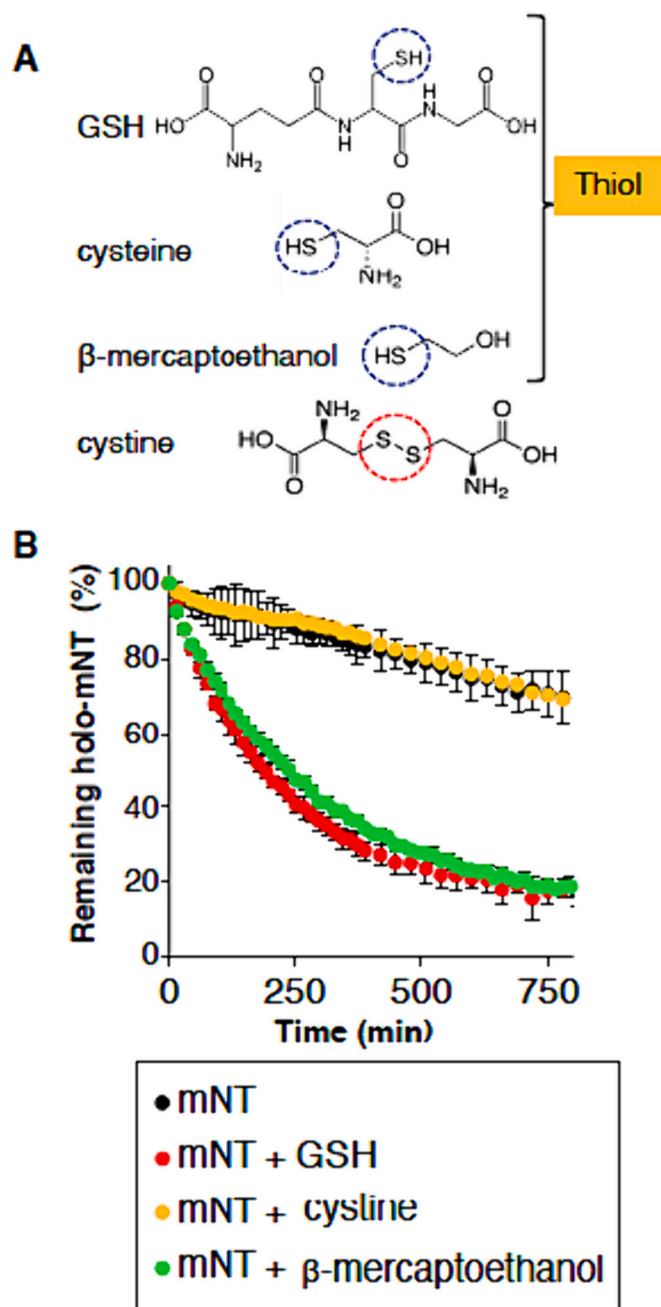 A
GSH
HO
O
NH₂
O
N
H
SH
O
H
N
O
OH
Thiol
cysteine
HS
O
OH
NH₂
β-mercaptoethanol
HS
OH
cystine
HO
NH₂
O
S
S
O
OH
NH₂
B
Remaining holo-mNT (%)
100
80
60
40
20
0
0 250 500 750
Time (min)
mNT
mNT + GSH
mNT + cystine
mNT + β-mercaptoethanol